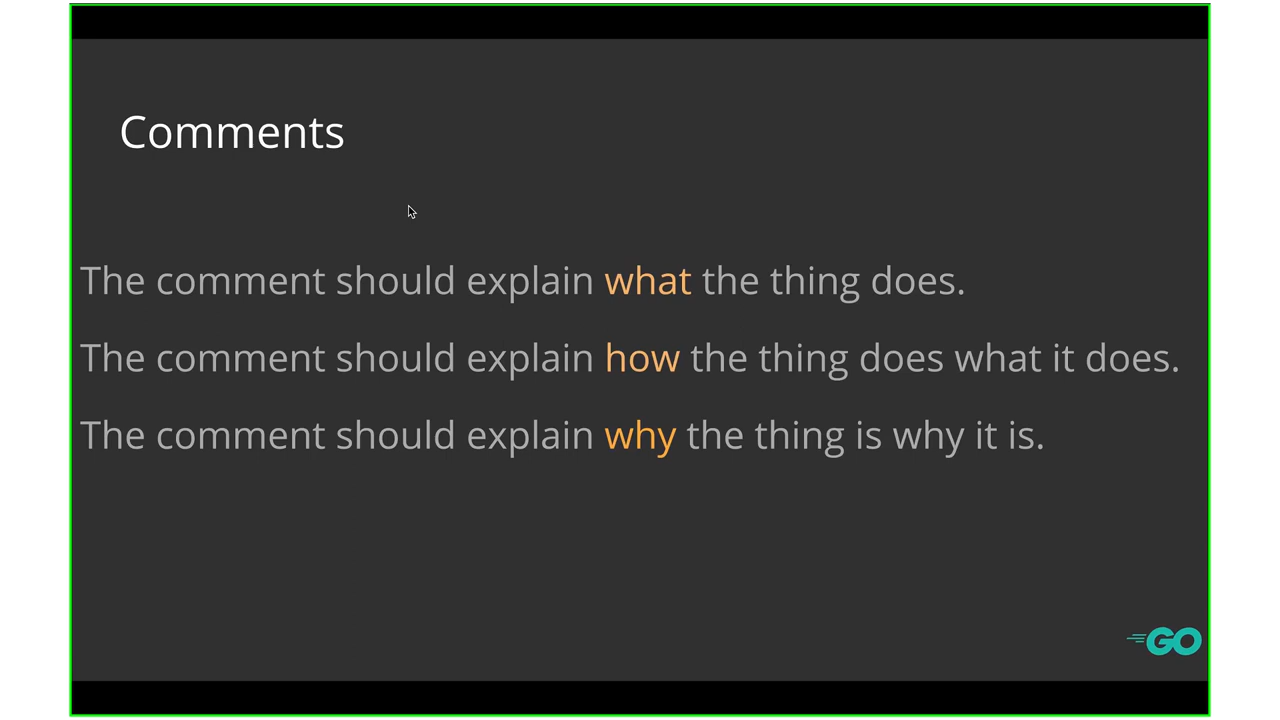 Comments
The comment should explain what the thing does.
The comment should explain how the thing does what it does.
The comment should explain why the thing is why it is.
GO